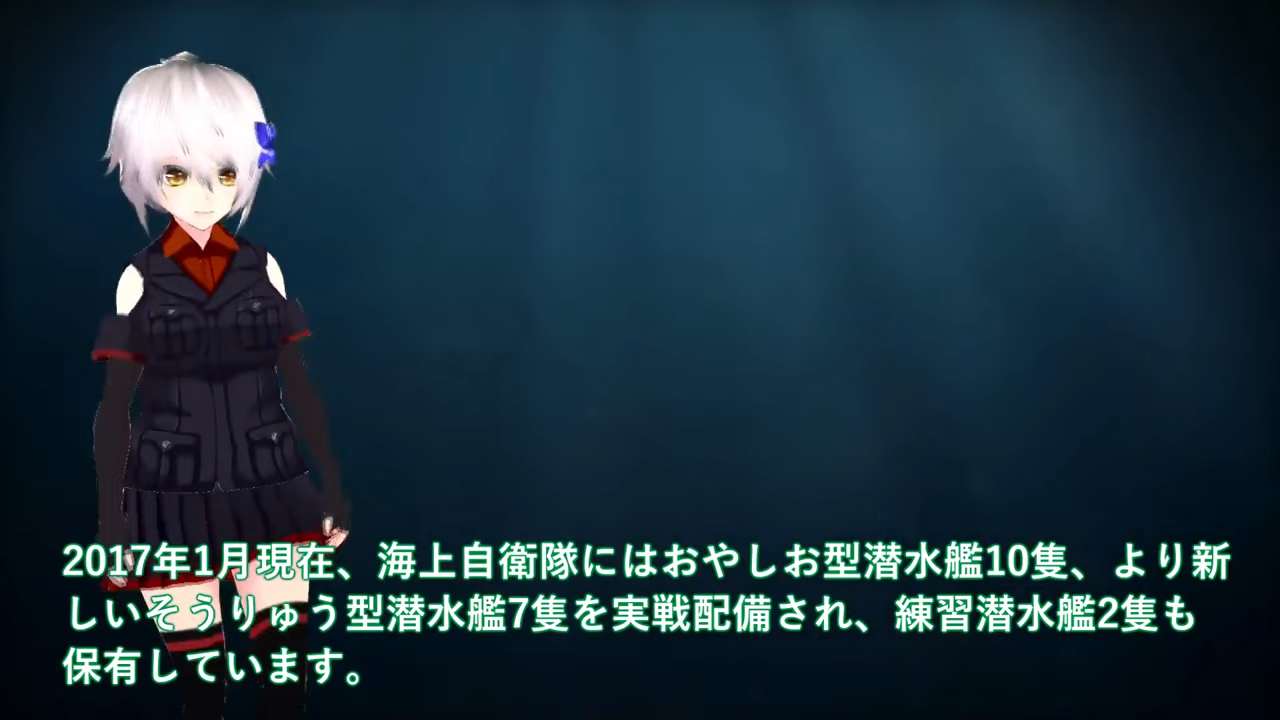 2017年1月現在、海上自衛隊にはおやしお型潜水艦10隻、より新
しいそうりゅう型潜水艦7隻を実戦配備され、練習潜水艦2隻も
保有しています。